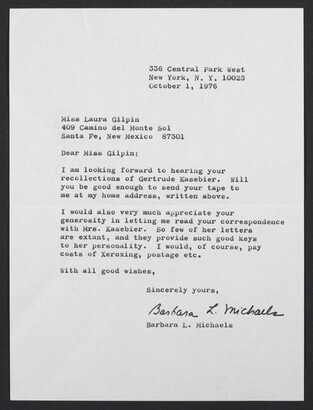 336 Central Park West
New York, N. Y. 10025
October 1, 1976
Miss Laura Gilpin
409 Camino del Monte Sol
Santa Fe, New Mexico 87501
Dear Miss Gilpin:
I am looking forward to hearing your
recollections of Gertrude Kasebier. Will
you be good enough to send your tape to
me at my home address, written above.
I would also very much appreciate your
generosity in letting me read your correspondence
with Mrs. Kasebier. So few of her letters
are extant, and they provide such good keys
to her personality. I would, of course, pay
costs of Xeroxing, postage etc.
With all good wishes,
Sincerely yours,
Barbara L. Michaels
Barbara L. Michaels